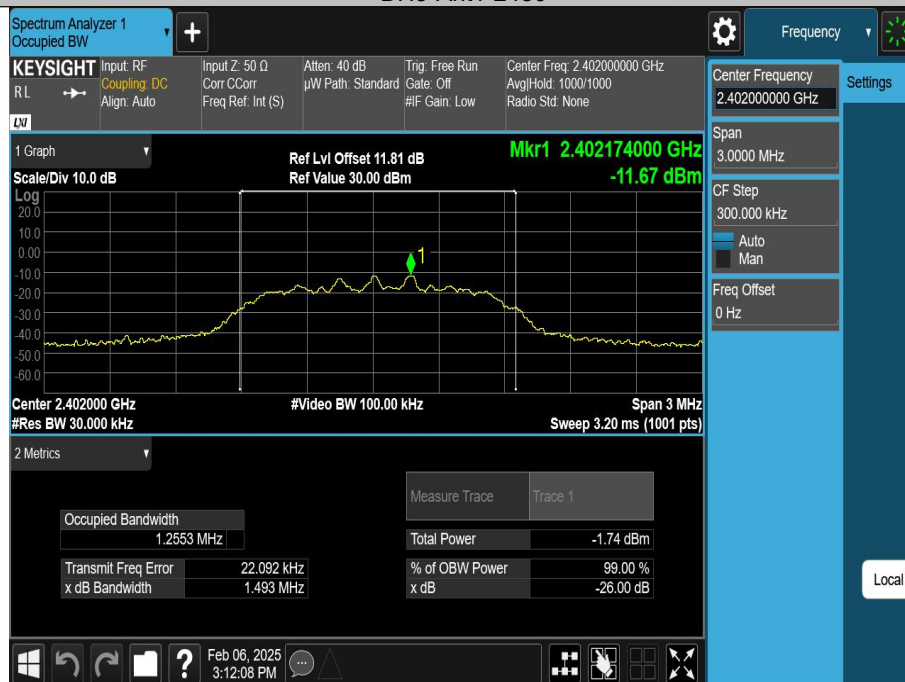 Spectrum Analyzer 1
Occupied BW
Frequency
KEYSIGHT
RL
LXI
Input: RF
Coupling: DC
Align: Auto
Input Z: 50 Ω
Corr CCorr
Freq Ref: Int (S)
Atten: 40 dB
µW Path: Standard
Trig: Free Run
Gate: Off
#IF Gain: Low
Center Freq: 2.402000000 GHz
Avg|Hold: 1000/1000
Radio Std: None
Center Frequency
2.402000000 GHz
Settings
Span
3.0000 MHz
CF Step
300.000 kHz
Auto
Man
Freq Offset
0 Hz
Local
1 Graph
Scale/Div 10.0 dB
Ref Lvl Offset 11.81 dB
Ref Value 30.00 dBm
Mkr1 2.402174000 GHz
-11.67 dBm
Log
20.0
10.0
0.00
-10.0
-20.0
-30.0
-40.0
-50.0
-60.0
1
Center 2.402000 GHz
#Video BW 100.00 kHz
Span 3 MHz
#Res BW 30.000 kHz
Sweep 3.20 ms (1001 pts)
2 Metrics
Measure Trace
Trace 1
Occupied Bandwidth
1.2553 MHz
Total Power
-1.74 dBm
Transmit Freq Error
22.092 kHz
% of OBW Power
99.00 %
x dB Bandwidth
1.493 MHz
x dB
-26.00 dB
Feb 06, 2025
3:12:08 PM